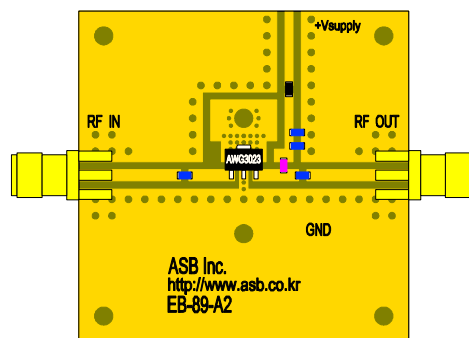 +Vsupply
RF IN
RF OUT
AWG3023
GND
ASB Inc.
http://www.asb.co.kr
EB-89-A2